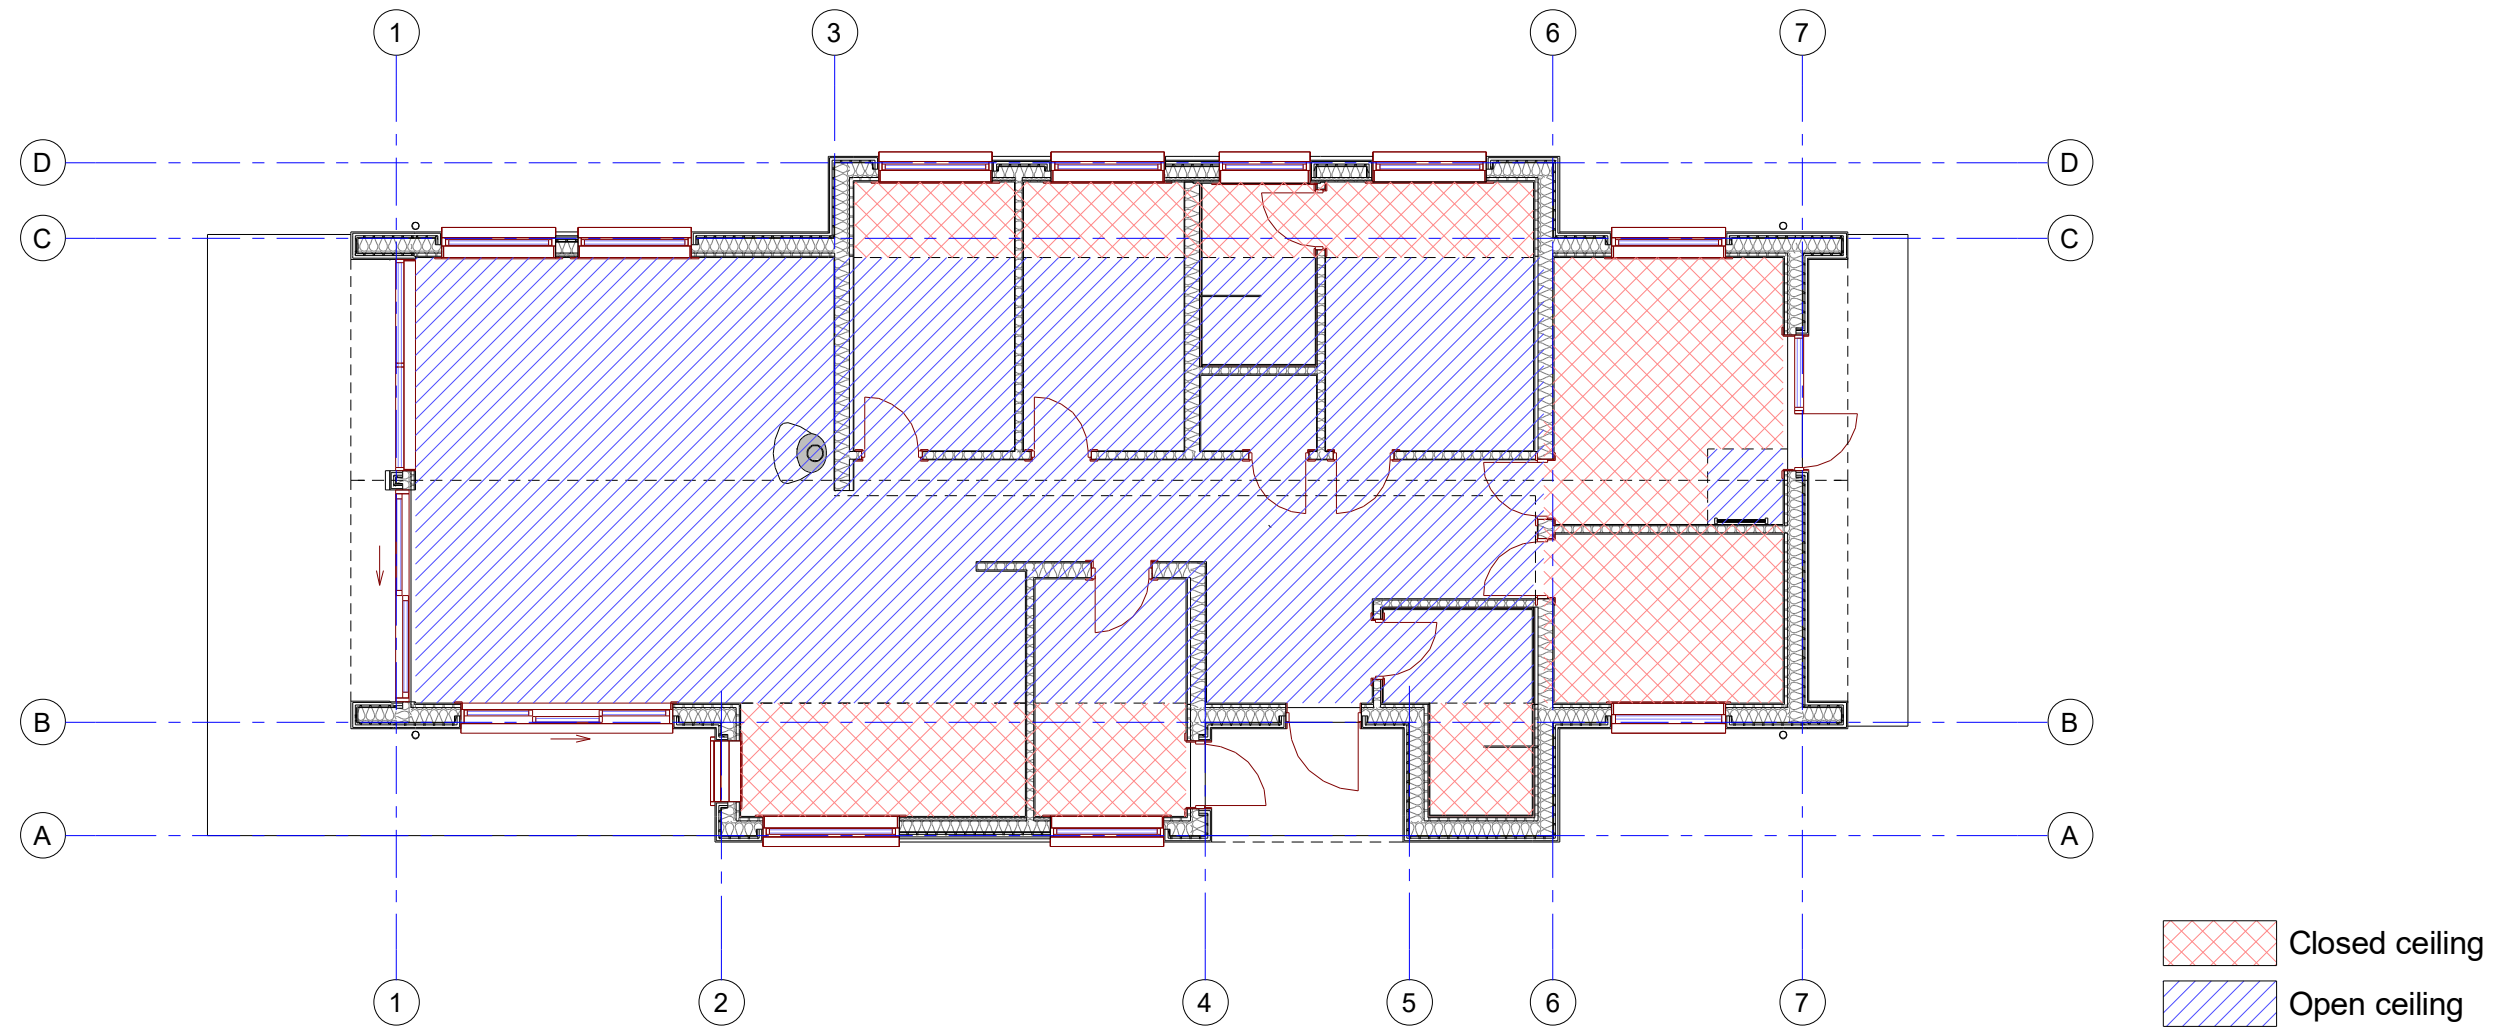 1 3 6 7
D D
C C
B B
A A
1 2 4 5 6 7
Closed ceiling
Open ceiling